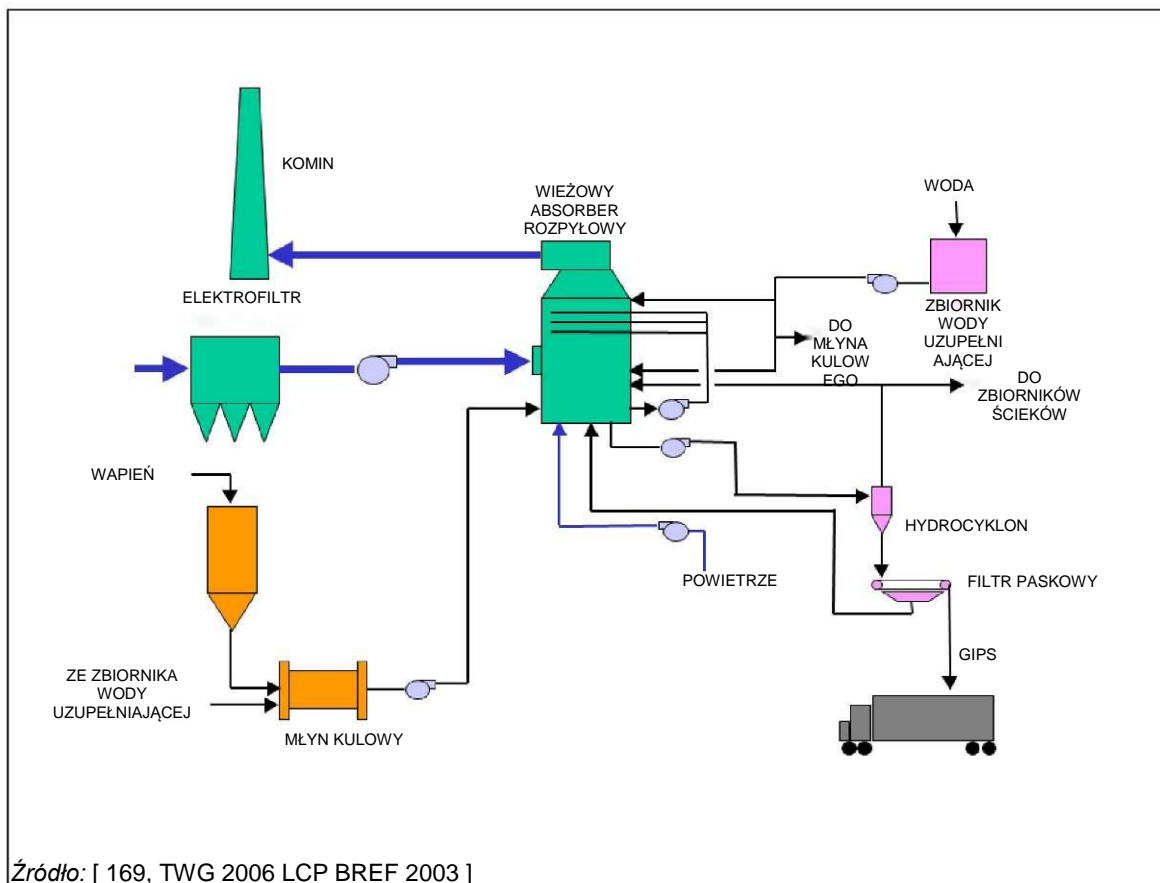 KOMIN
WIEŻOWY
ABSORBER
ROZPYŁOWY
WODA
ELEKTROFILTR
ZBIORNIK
WODY
UZUPEŁNI
AJĄCEJ
DO
MŁYNA
KULOW
EGO
DO
ZBIORNIKÓW
ŚCIEKÓW
WAPIEŃ
HYDROCYKLON
POWIETRZE
FILTR PASKOWY
GIPS
ZE ZBIORNIKA
WODY
UZUPEŁNIAJĄCEJ
MŁYN KULOWY
Źródło: [ 169, TWG 2006 LCP BREF 2003 ]